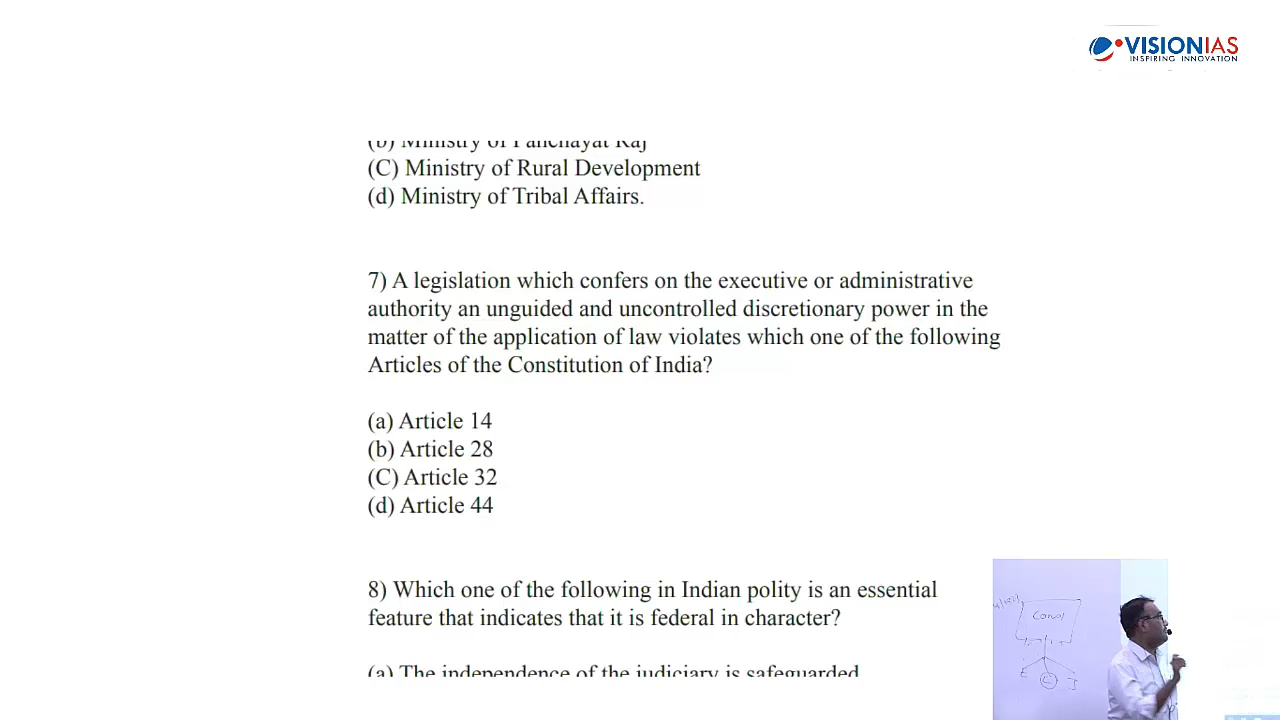 VISIONIAS
INSPIRING INNOVATION
(b) Ministry of Panchayat Raj
(C) Ministry of Rural Development
(d) Ministry of Tribal Affairs.
7) A legislation which confers on the executive or administrative
authority an unguided and uncontrolled discretionary power in the
matter of the application of law violates which one of the following
Articles of the Constitution of India?
(a) Article 14
(b) Article 28
(C) Article 32
(d) Article 44
8) Which one of the following in Indian polity is an essential
feature that indicates that it is federal in character?
(a) The independence of the judiciary is safeguarded
E
J